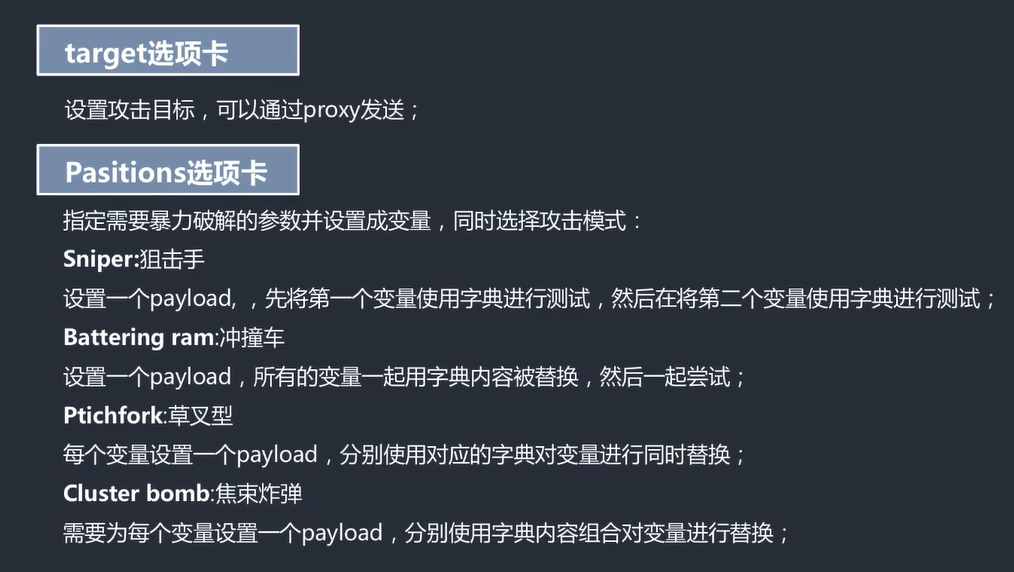 target选项卡
设置攻击目标，可以通过proxy发送；
Pasitions选项卡
指定需要暴力破解的参数并设置成变量，同时选择攻击模式：
Sniper:狙击手
设置一个payload, ，先将第一个变量使用字典进行测试，然后在将第二个变量使用字典进行测试；
Battering ram:冲撞车
设置一个payload，所有的变量一起用字典内容被替换，然后一起尝试；
Ptichfork:草叉型
每个变量设置一个payload，分别使用对应的字典对变量进行同时替换；
Cluster bomb:焦束炸弹
需要为每个变量设置一个payload，分别使用字典内容组合对变量进行替换；